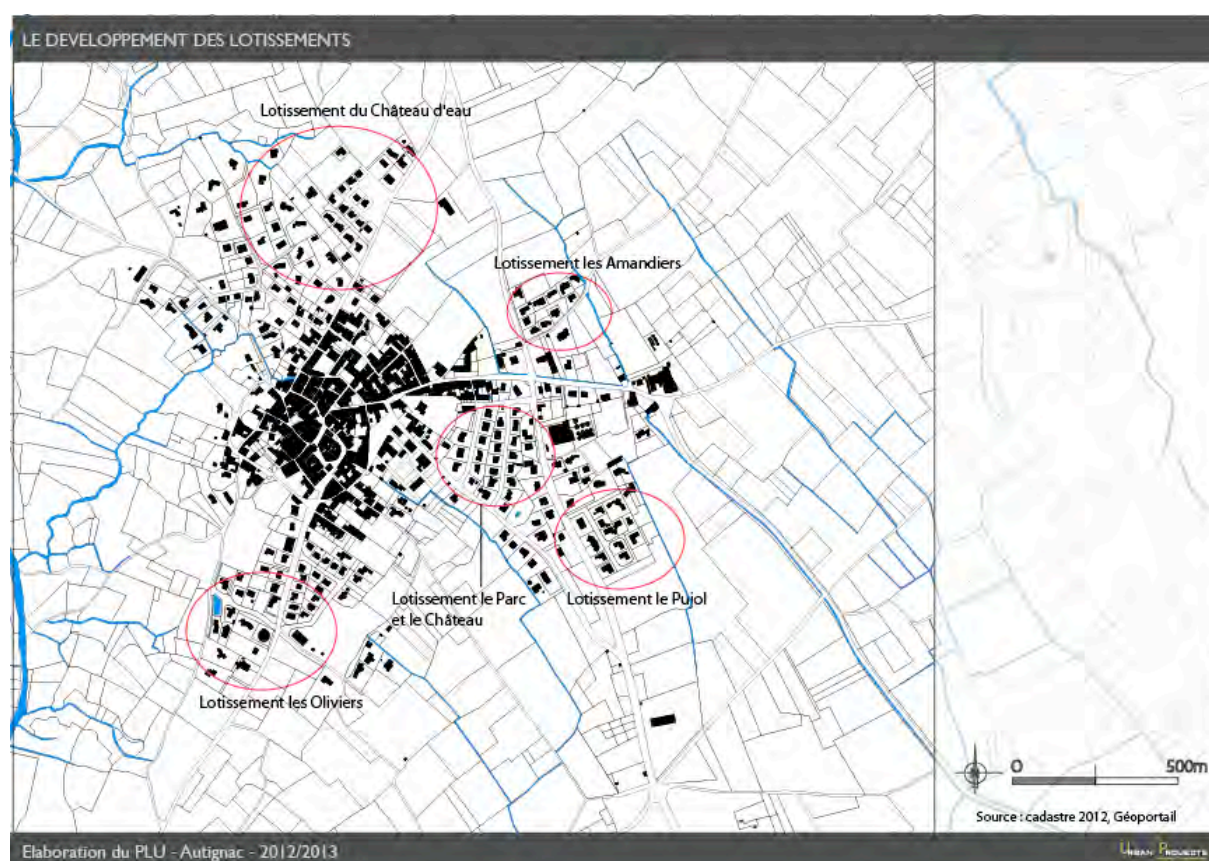 LE DEVELOPPEMENT DES LOTISSEMENTS
Lotissement du Château d'eau
Lotissement les Amandiers
Lotissement le Parc
et le Château
Lotissement le Pujol
Lotissement les Oliviers
0 500m
Source : cadastre 2012, Géoportail
Elaboration du PLU - Autignac - 2012/2013
URBAN PROJECTS